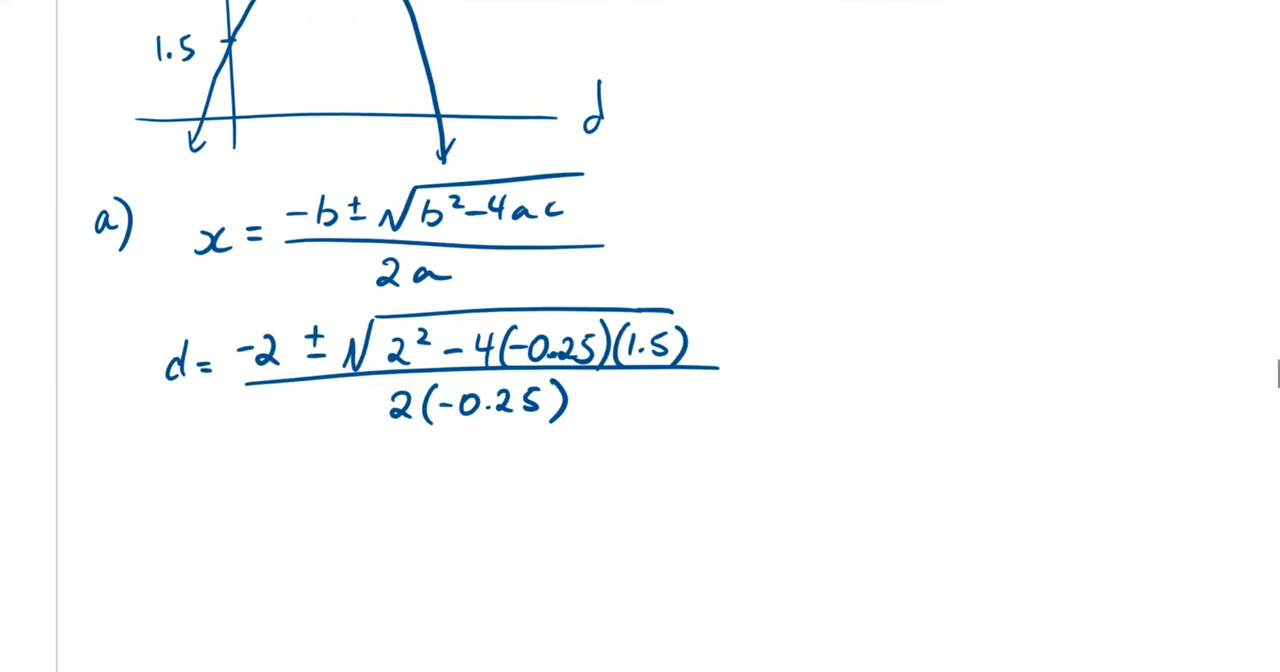 1.5
d
a) x = -b ± √b²-4ac
2a
d = -2 ± √2² - 4(-0.25)(1.5)
2(-0.25)